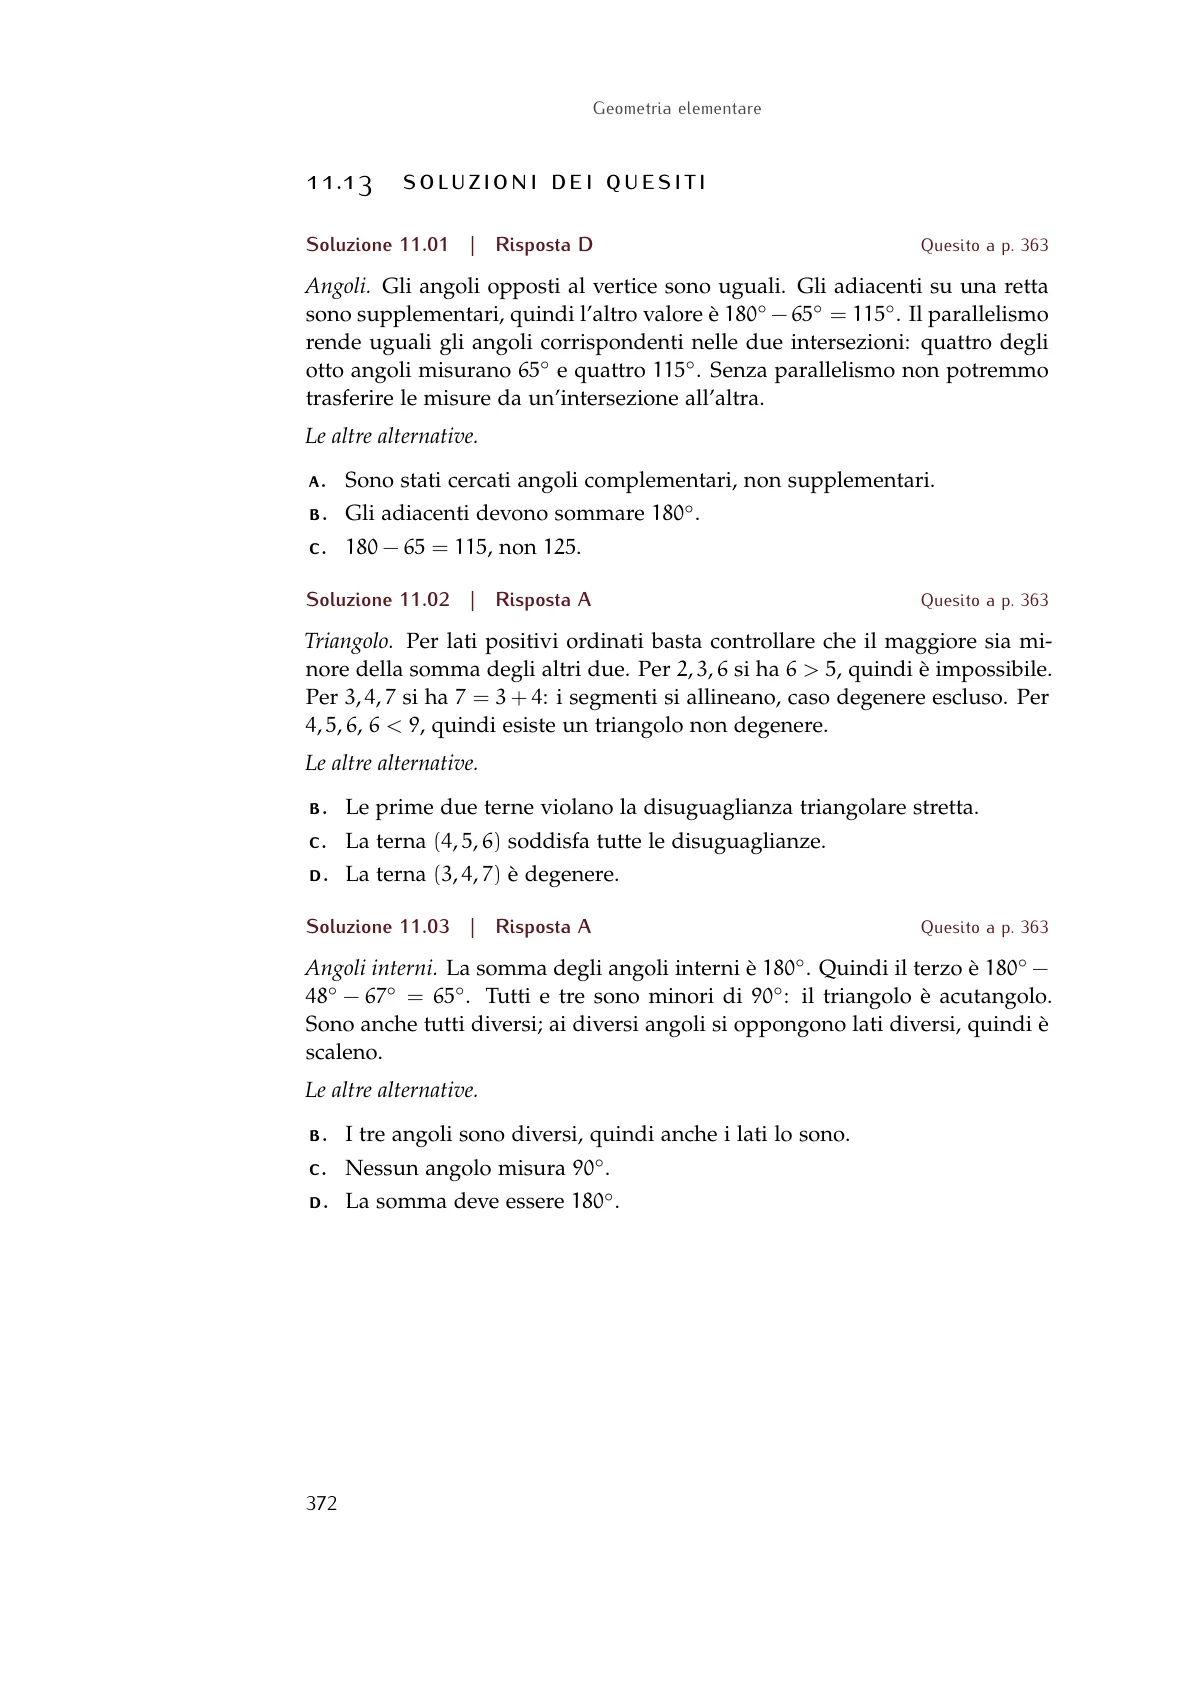 Geometria elementare
11.13 SOLUZIONI DEI QUESITI
Soluzione 11.01 | Risposta D Quesito a p. 363
Angoli. Gli angoli opposti al vertice sono uguali. Gli adiacenti su una retta
sono supplementari, quindi l'altro valore è 180° − 65° = 115°. Il parallelismo
rende uguali gli angoli corrispondenti nelle due intersezioni: quattro degli
otto angoli misurano 65° e quattro 115°. Senza parallelismo non potremmo
trasferire le misure da un'intersezione all'altra.
Le altre alternative.
A. Sono stati cercati angoli complementari, non supplementari.
B. Gli adiacenti devono sommare 180°.
C. 180 − 65 = 115, non 125.
Soluzione 11.02 | Risposta A Quesito a p. 363
Triangolo. Per lati positivi ordinati basta controllare che il maggiore sia mi-
nore della somma degli altri due. Per 2, 3, 6 si ha 6 > 5, quindi è impossibile.
Per 3, 4, 7 si ha 7 = 3 + 4: i segmenti si allineano, caso degenere escluso. Per
4, 5, 6, 6 < 9, quindi esiste un triangolo non degenere.
Le altre alternative.
B. Le prime due terne violano la disuguaglianza triangolare stretta.
C. La terna (4, 5, 6) soddisfa tutte le disuguaglianze.
D. La terna (3, 4, 7) è degenere.
Soluzione 11.03 | Risposta A Quesito a p. 363
Angoli interni. La somma degli angoli interni è 180°. Quindi il terzo è 180° −
48° − 67° = 65°. Tutti e tre sono minori di 90°: il triangolo è acutangolo.
Sono anche tutti diversi; ai diversi angoli si oppongono lati diversi, quindi è
scaleno.
Le altre alternative.
B. I tre angoli sono diversi, quindi anche i lati lo sono.
C. Nessun angolo misura 90°.
D. La somma deve essere 180°.
372